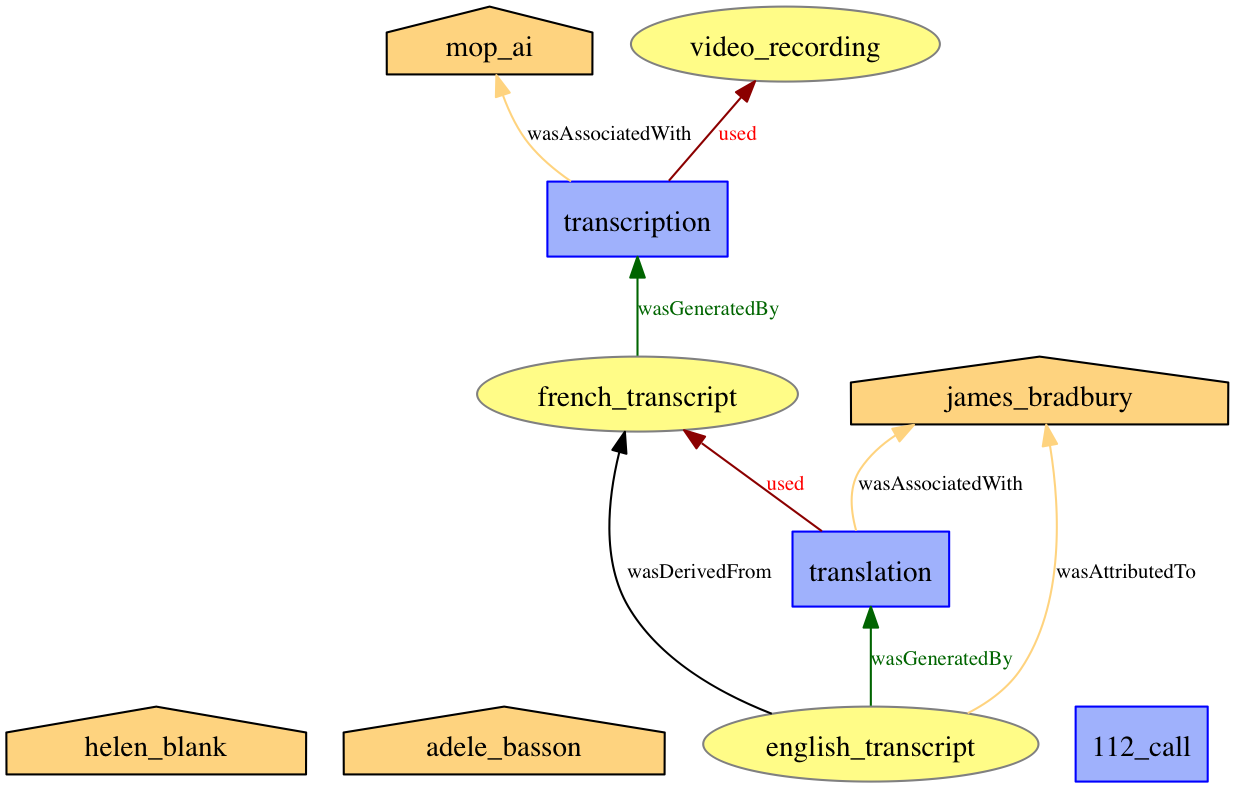 mop_ai
video_recording
wasAssociatedWith
used
transcription
wasGeneratedBy
french_transcript
james_bradbury
used
wasAssociatedWith
wasDerivedFrom
translation
wasAttributedTo
wasGeneratedBy
helen_blank
adele_basson
english_transcript
112_call